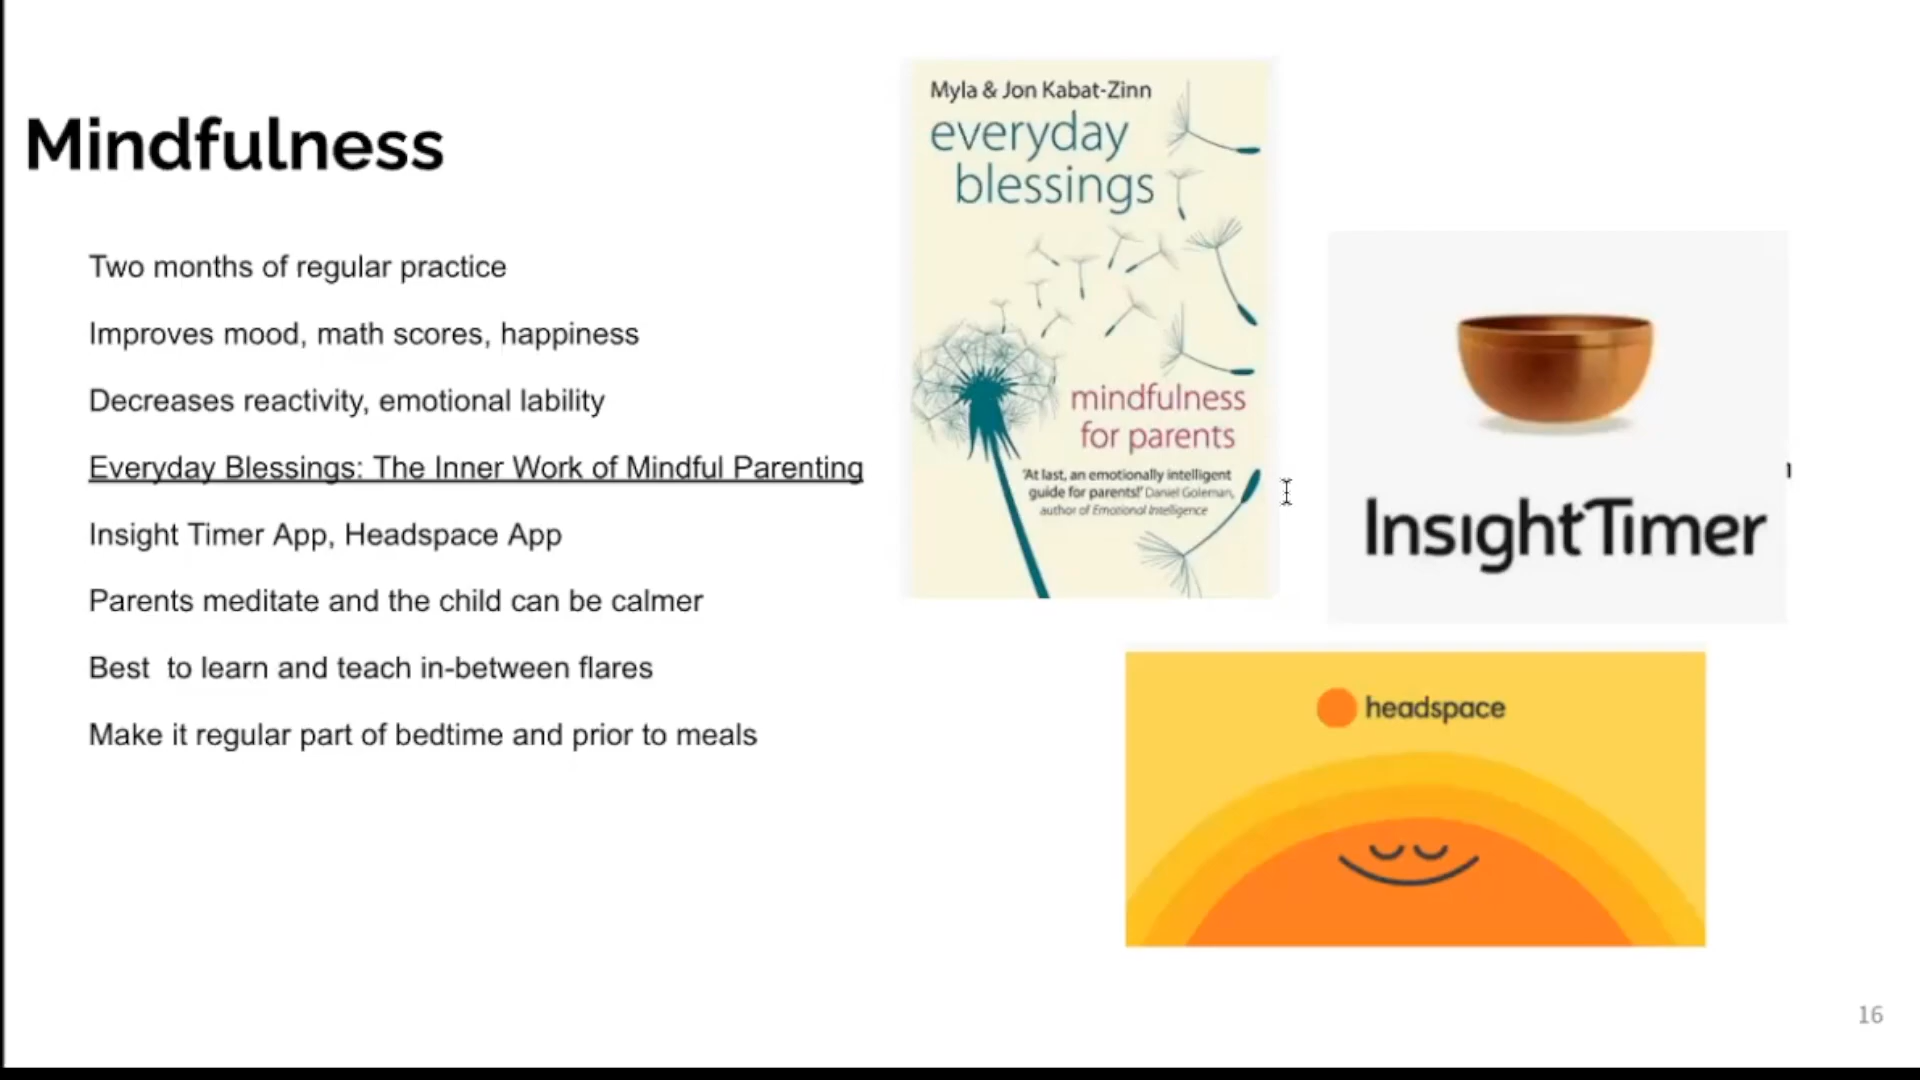 Mindfulness
Two months of regular practice
Improves mood, math scores, happiness
Decreases reactivity, emotional lability
Everyday Blessings: The Inner Work of Mindful Parenting
Insight Timer App, Headspace App
Parents meditate and the child can be calmer
Best  to learn and teach in-between flares
Make it regular part of bedtime and prior to meals
Myla & Jon Kabat-Zinn
everyday
blessings
mindfulness
for parents
'At last, an emotionally intelligent
guide for parents!' Daniel Goleman,
author of Emotional Intelligence
InsightTimer
headspace
16